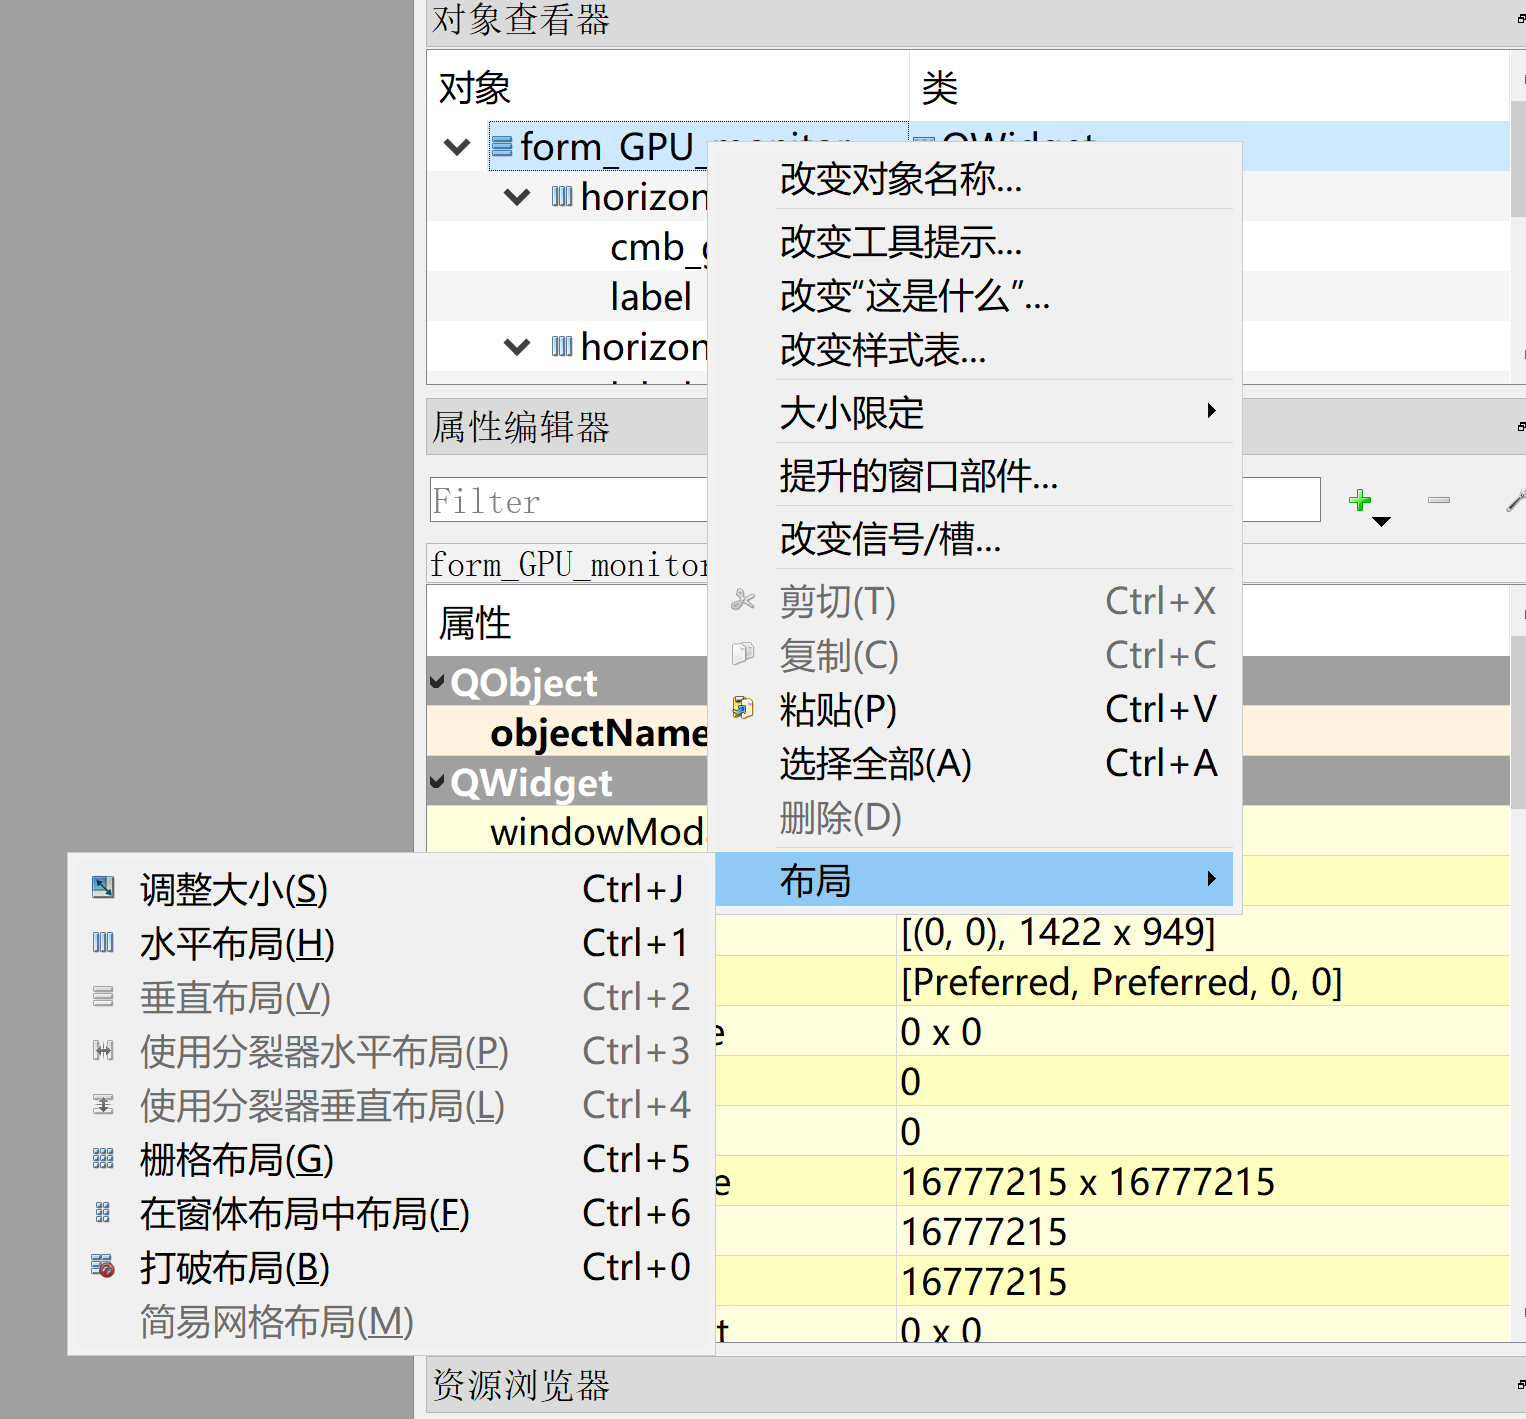 对象查看器
对象 类
form_GPU_monitor QWidget
horizon
cmb_g
label
horizon
属性编辑器
Filter
form_GPU_monitor
属性
QObject
objectName
QWidget
windowMod
[(0, 0), 1422 x 949]
[Preferred, Preferred, 0, 0]
e 0 x 0
0
0
e 16777215 x 16777215
16777215
16777215
t 0 x 0
资源浏览器
改变对象名称...
改变工具提示...
改变“这是什么”...
改变样式表...
大小限定
提升的窗口部件...
改变信号/槽...
剪切(T) Ctrl+X
复制(C) Ctrl+C
粘贴(P) Ctrl+V
选择全部(A) Ctrl+A
删除(D)
布局
调整大小(S) Ctrl+J
水平布局(H) Ctrl+1
垂直布局(V) Ctrl+2
使用分裂器水平布局(P) Ctrl+3
使用分裂器垂直布局(L) Ctrl+4
栅格布局(G) Ctrl+5
在窗体布局中布局(F) Ctrl+6
打破布局(B) Ctrl+0
简易网格布局(M)